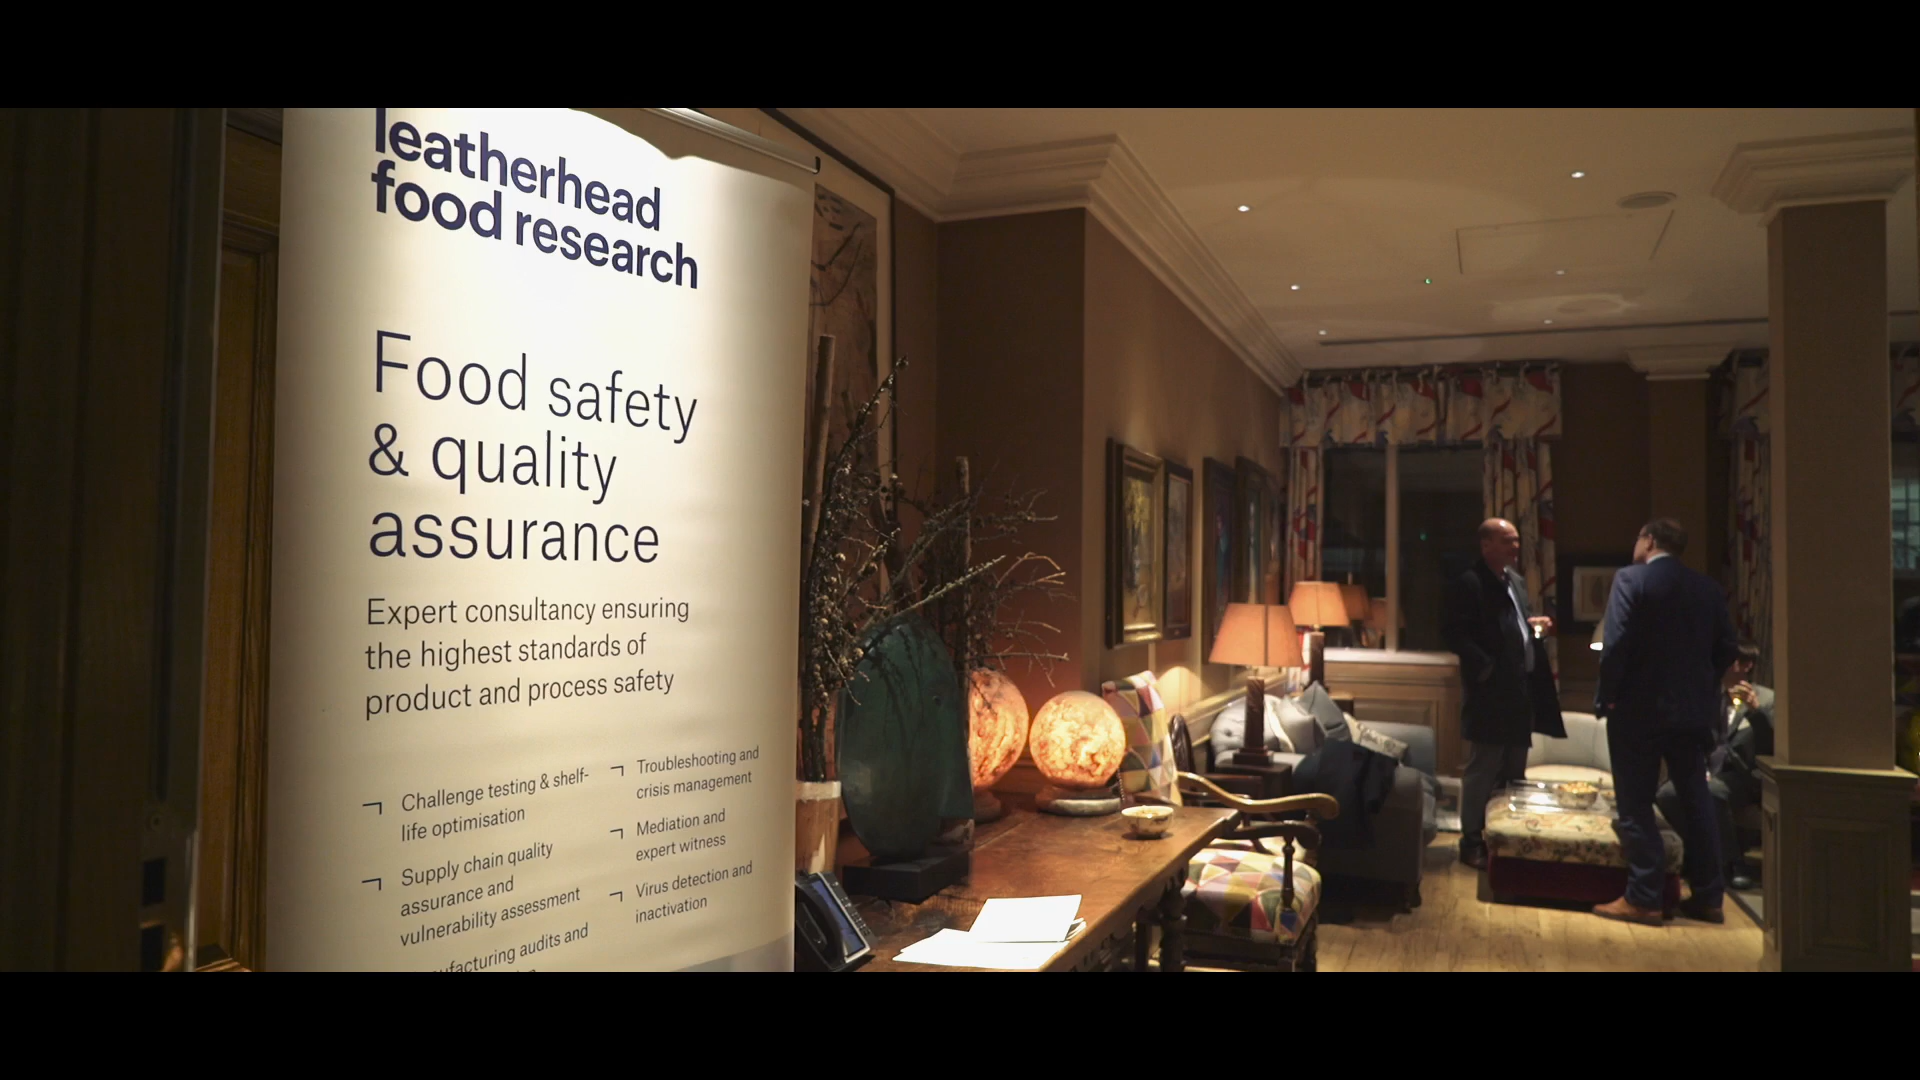 leatherhead
food research
Food safety
& quality
assurance
Expert consultancy ensuring
the highest standards of
product and process safety
Challenge testing & shelf-
life optimisation
Supply chain quality
assurance and
vulnerability assessment
audits and
Troubleshooting and
crisis management
Mediation and
expert witness
Virus detection and
inactivation